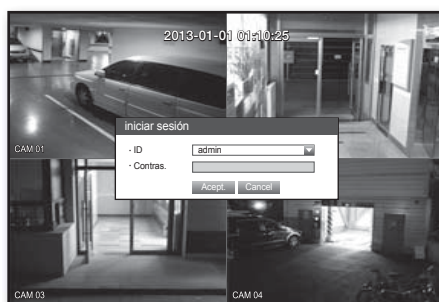 2013-01-01 01:10:25
iniciar sesión
CAM 01
· ID admin
· Contras.
Acept. Cancel
CAM 03
CAM 04